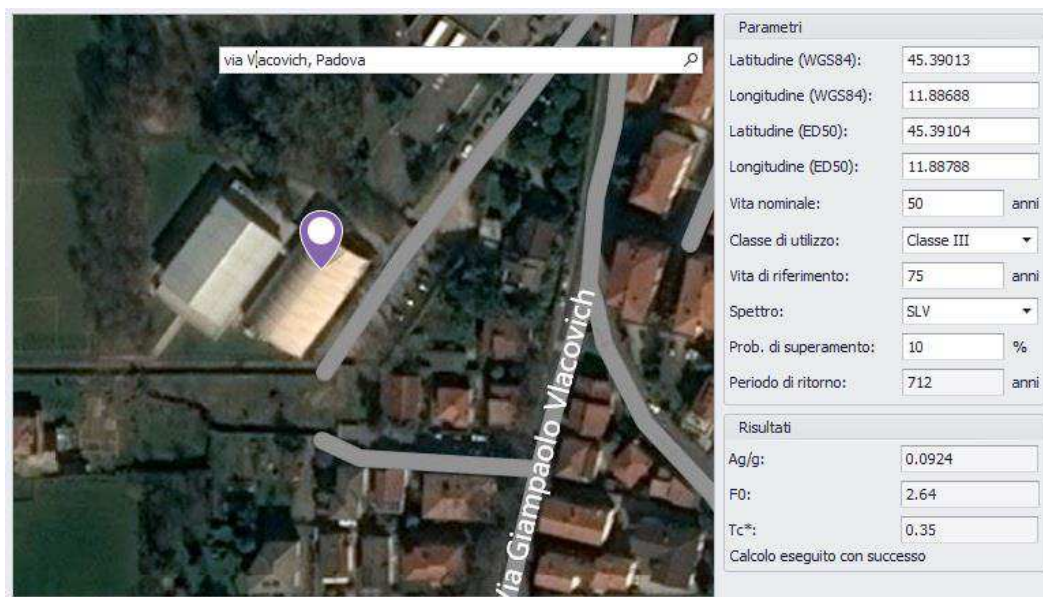 via Vlacovich, Padova
Via Giampaolo Vlacovich
Parametri
Latitudine (WGS84): 45.39013
Longitudine (WGS84): 11.88688
Latitudine (ED50): 45.39104
Longitudine (ED50): 11.88788
Vita nominale: 50 anni
Classe di utilizzo: Classe III
Vita di riferimento: 75 anni
Spettro: SLV
Prob. di superamento: 10 %
Periodo di ritorno: 712 anni
Risultati
Ag/g: 0.0924
F0: 2.64
Tc*: 0.35
Calcolo eseguito con successo